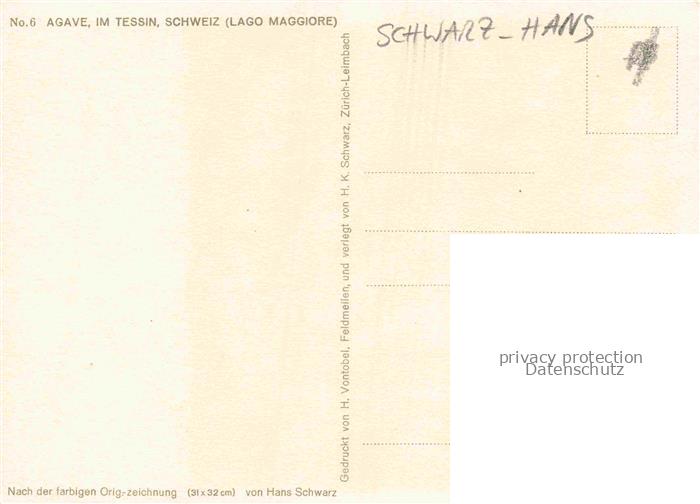 No. 6 AGAVE, IM TESSIN, SCHWEIZ (LAGO MAGGIORE)
SCHWARZ - HANS
Gedruckt von H. Vontobel, Feldmeilen, und verlegt von H. K. Schwarz, Zürich-Leimbach
privacy protection
Datenschutz
Nach der farbigen Orig.-zeichnung (31 x 32 cm) von Hans Schwarz